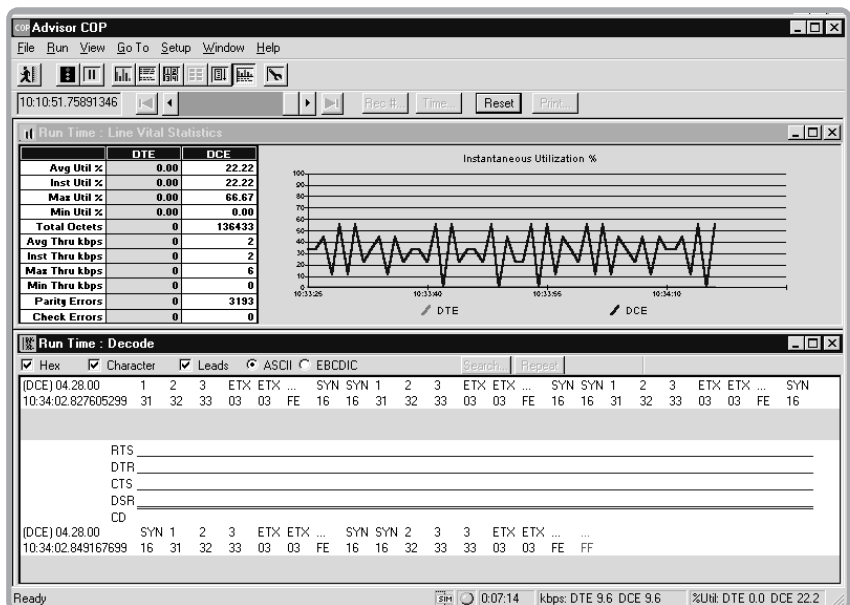 COP Advisor COP
File Run View Go To Setup Window Help
10:10:51.75891346 Rec #... Time... Reset Print...
Run Time : Line Vital Statistics
DTE DCE
Avg Util % 0.00 22.22
Inst Util % 0.00 22.22
Max Util % 0.00 66.67
Min Util % 0.00 0.00
Total Octets 0 136433
Avg Thru kbps 0 2
Inst Thru kbps 0 2
Max Thru kbps 0 6
Min Thru kbps 0 0
Parity Errors 0 3193
Check Errors 0 0
Instantaneous Utilization %
100
90
80
70
60
50
40
30
20
10
0
10:33:26 10:33:40 10:33:56 10:34:10
DTE DCE
Run Time : Decode
Hex Character Leads ASCII EBCDIC Search... Repeat
(DCE) 04.28.00 1 2 3 ETX ETX ... SYN SYN 1 2 3 ETX ETX ... SYN SYN 1 2 3 ETX ETX ... SYN
10:34:02.827605299 31 32 33 03 03 FE 16 16 31 32 33 03 03 FE 16 16 31 32 33 03 03 FE 16
RTS
DTR
CTS
DSR
CD
(DCE) 04.28.00 SYN 1 2 3 ETX ETX ... SYN SYN 2 3 3 ETX ETX ... ...
10:34:02.849167699 16 31 32 33 03 03 FE 16 16 32 33 33 03 03 FE FF
Ready SIM 0:07:14 kbps: DTE 9.6 DCE 9.6 %Util: DTE 0.0 DCE 22.2